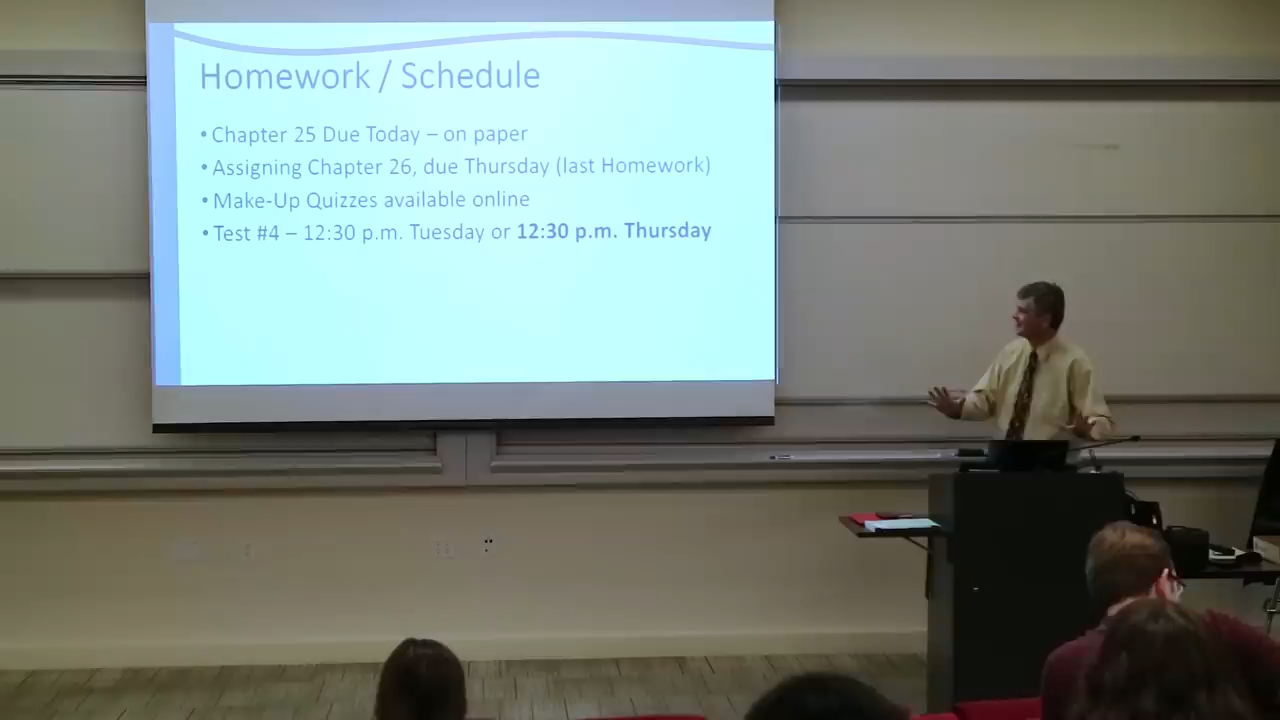 Homework / Schedule
• Chapter 25 Due Today – on paper
• Assigning Chapter 26, due Thursday (last Homework)
• Make-Up Quizzes available online
• Test #4 – 12:30 p.m. Tuesday or 12:30 p.m. Thursday